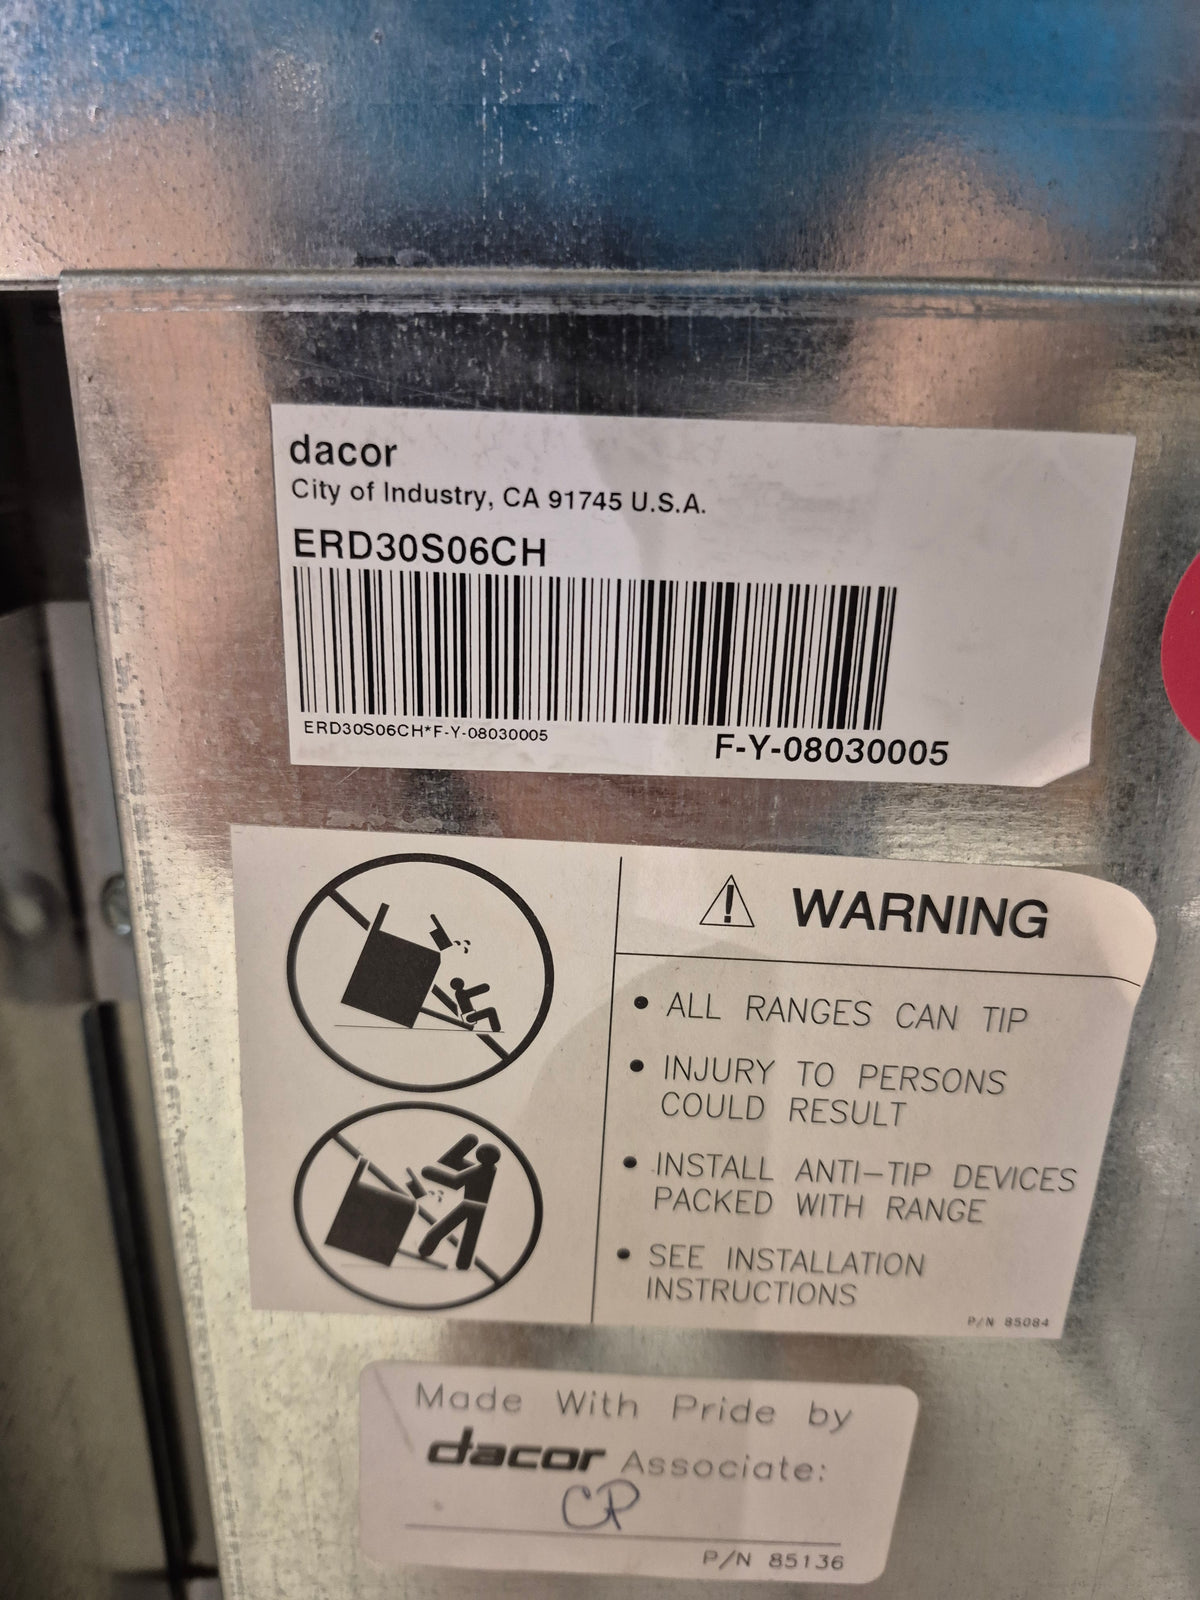 dacor
City of Industry, CA 91745 U.S.A.
ERD30S06CH
ERD30S06CH*F-Y-08030005
F-Y-08030005
WARNING
• ALL RANGES CAN TIP
• INJURY TO PERSONS
COULD RESULT
• INSTALL ANTI-TIP DEVICES
PACKED WITH RANGE
• SEE INSTALLATION
INSTRUCTIONS
P/N 85084
Made With Pride by
dacor Associate:
CP
P/N 85136